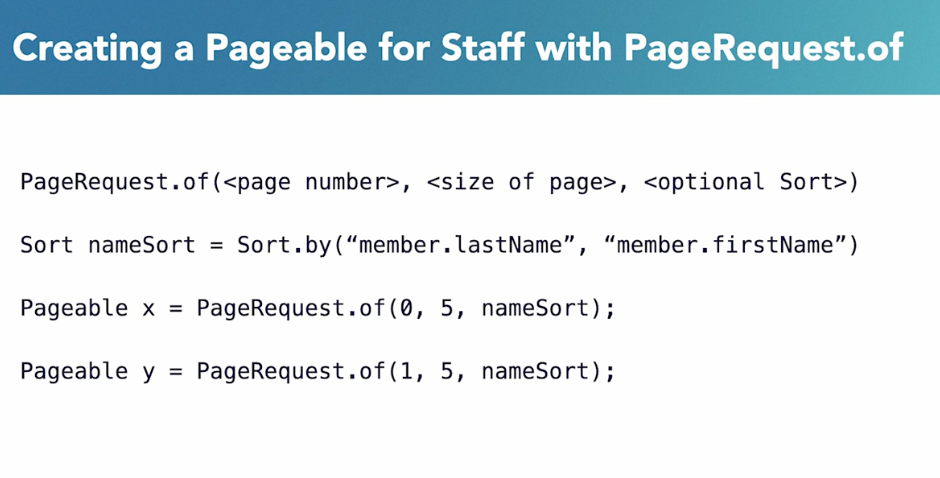 Creating a Pageable for Staff with PageRequest.of
PageRequest.of(<page number>, <size of page>, <optional Sort>)
Sort nameSort = Sort.by(“member.lastName”, “member.firstName”)
Pageable x = PageRequest.of(0, 5, nameSort);
Pageable y = PageRequest.of(1, 5, nameSort);